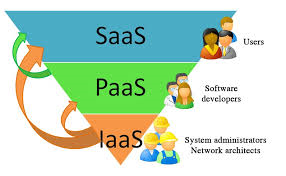 SaaS
Users
PaaS
Software
developers
IaaS
System administrators
Network architects